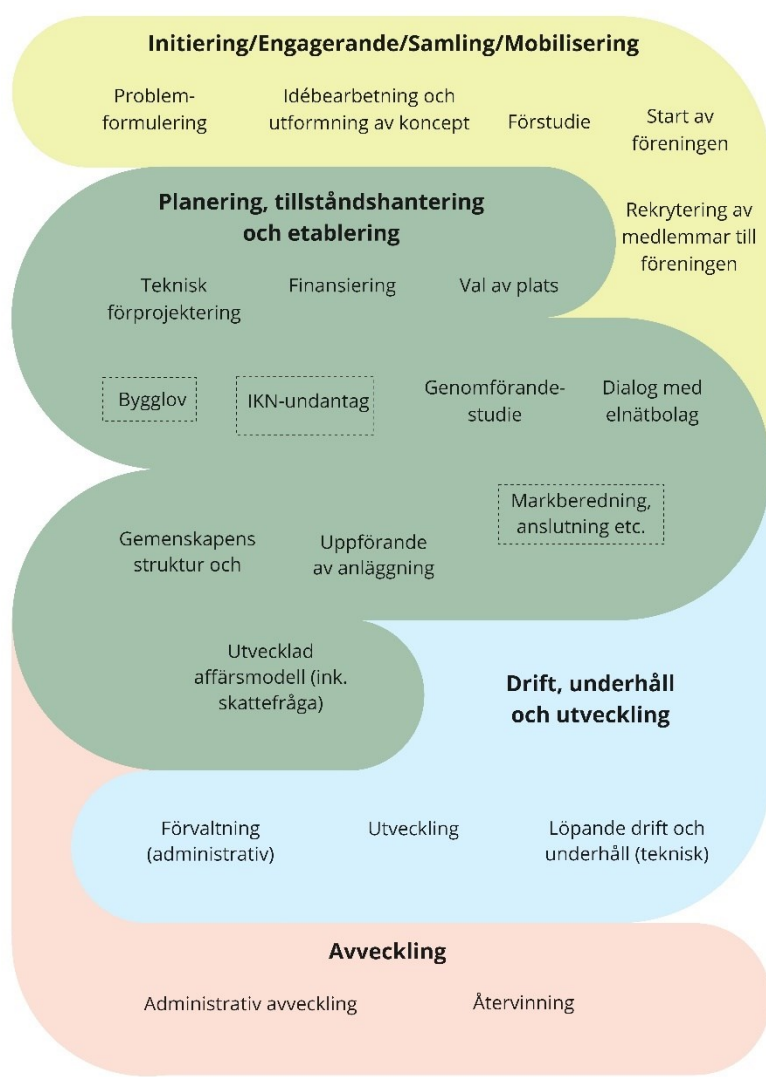 Initiering/Engagerande/Samling/Mobilisering
Problem-
formulering
Idébearbetning och
utformning av koncept
Förstudie
Start av
föreningen
Rekrytering av
medlemmar till
föreningen
Planering, tillståndshantering
och etablering
Teknisk
förprojektering
Finansiering
Val av plats
Bygglov
IKN-undantag
Genomförande-
studie
Dialog med
elnätbolag
Markberedning,
anslutning etc.
Gemenskapens
struktur och
Uppförande
av anläggning
Utvecklad
affärsmodell (ink.
skattefråga)
Drift, underhåll
och utveckling
Förvaltning
(administrativ)
Utveckling
Löpande drift och
underhåll (teknisk)
Avveckling
Administrativ avveckling
Återvinning